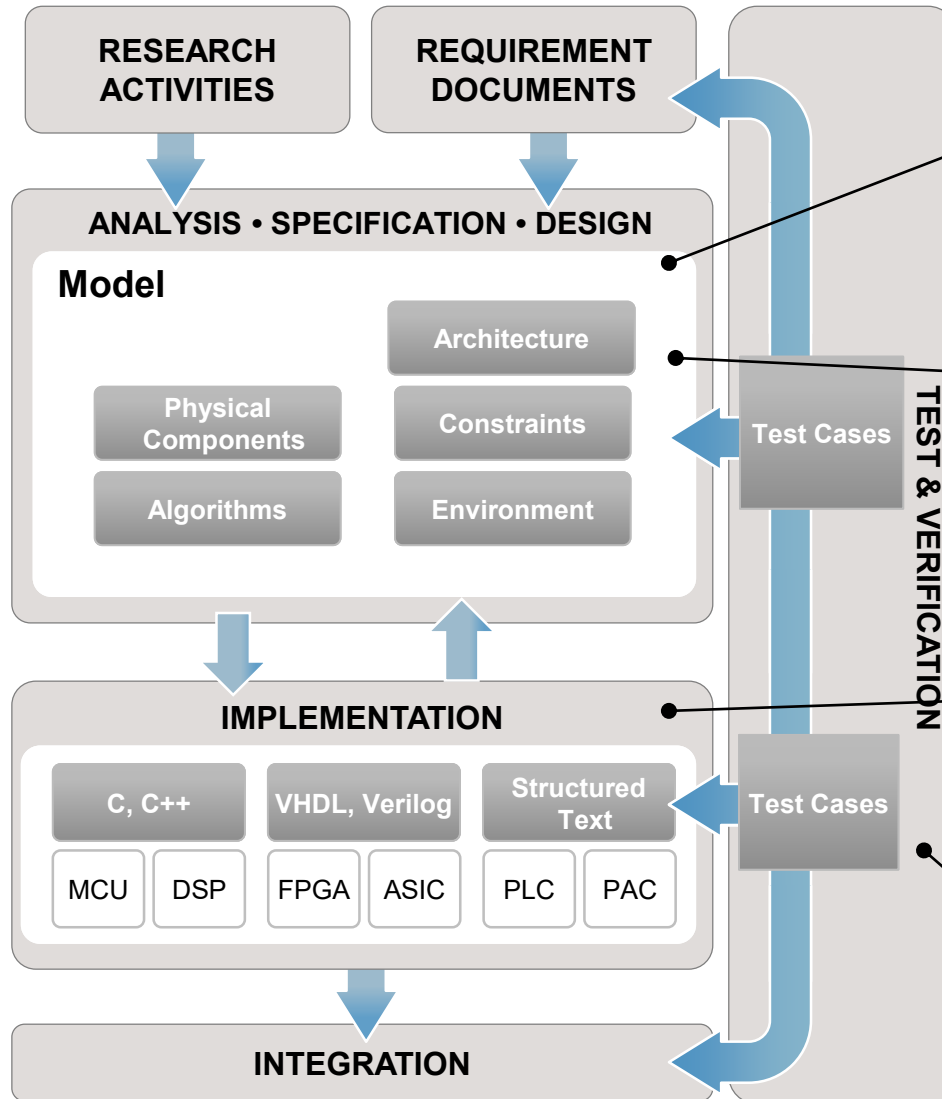 RESEARCH
ACTIVITIES
REQUIREMENT
DOCUMENTS
ANALYSIS • SPECIFICATION • DESIGN
Model
Architecture
Physical
Components
Constraints
Algorithms
Environment
Test Cases
TEST & VERIFICATION
IMPLEMENTATION
C, C++
VHDL, Verilog
Structured
Text
Test Cases
MCU
DSP
FPGA
ASIC
PLC
PAC
INTEGRATION